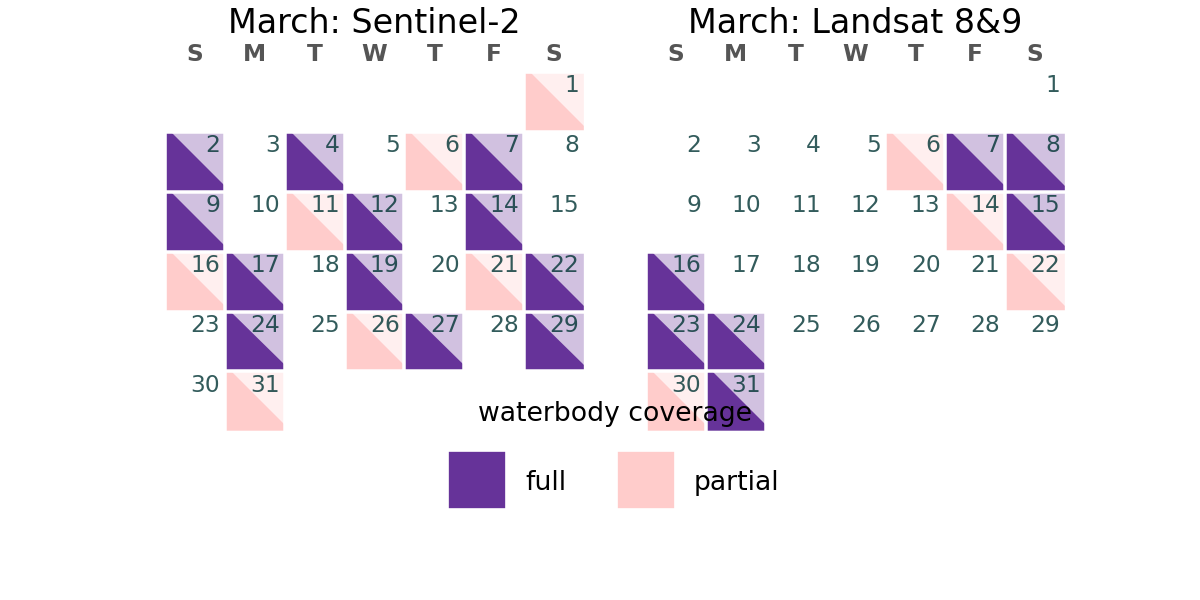 March: Sentinel-2
S M T W T F S
1
2 3 4 5 6 7 8
9 10 11 12 13 14 15
16 17 18 19 20 21 22
23 24 25 26 27 28 29
30 31
March: Landsat 8&9
S M T W T F S
1
2 3 4 5 6 7 8
9 10 11 12 13 14 15
16 17 18 19 20 21 22
23 24 25 26 27 28 29
30 31
waterbody coverage
full partial